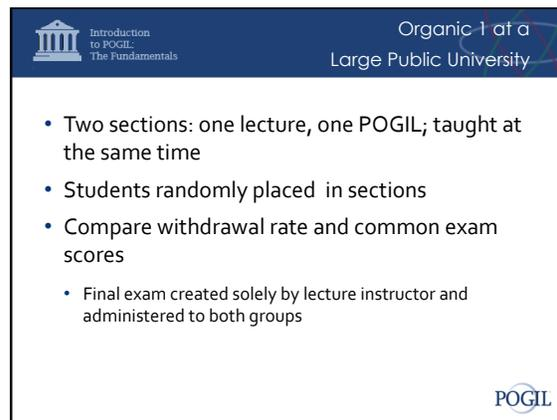 Introduction
to POGIL:
The Fundamentals
Organic 1 at a
Large Public University
• Two sections: one lecture, one POGIL; taught at
the same time
• Students randomly placed in sections
• Compare withdrawal rate and common exam
scores
• Final exam created solely by lecture instructor and
administered to both groups
POGIL